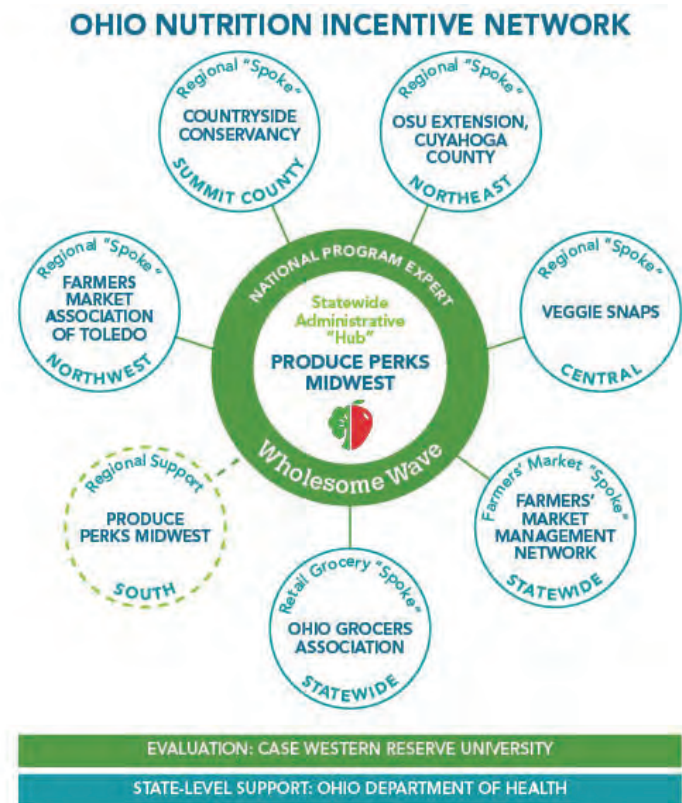 OHIO NUTRITION INCENTIVE NETWORK
Regional "Spoke"
COUNTRYSIDE
CONSERVANCY
SUMMIT COUNTY
Regional "Spoke"
OSU EXTENSION,
CUYAHOGA
COUNTY
NORTHEAST
Regional "Spoke"
FARMERS
MARKET
ASSOCIATION
OF TOLEDO
NORTHWEST
NATIONAL PROGRAM EXPERT
Statewide
Administrative
"Hub"
PRODUCE PERKS
MIDWEST
Wholesome Wave
Regional "Spoke"
VEGGIE SNAPS
CENTRAL
Regional Support
PRODUCE
PERKS MIDWEST
SOUTH
Farmers' Market "Spoke"
FARMERS'
MARKET
MANAGEMENT
NETWORK
STATEWIDE
Retail Grocery "Spoke"
OHIO GROCERS
ASSOCIATION
STATEWIDE
EVALUATION: CASE WESTERN RESERVE UNIVERSITY
STATE-LEVEL SUPPORT: OHIO DEPARTMENT OF HEALTH